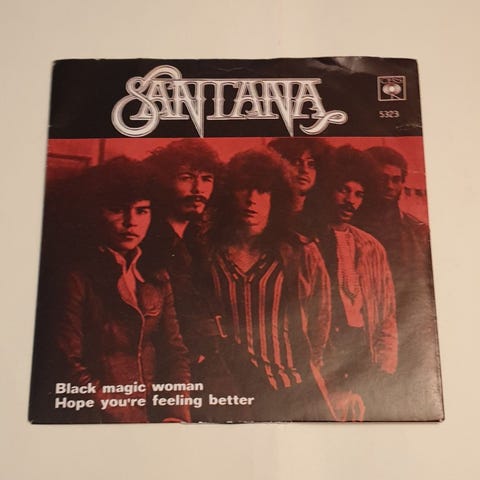 SANTANA
CBS
5323
Black magic woman
Hope you're feeling better